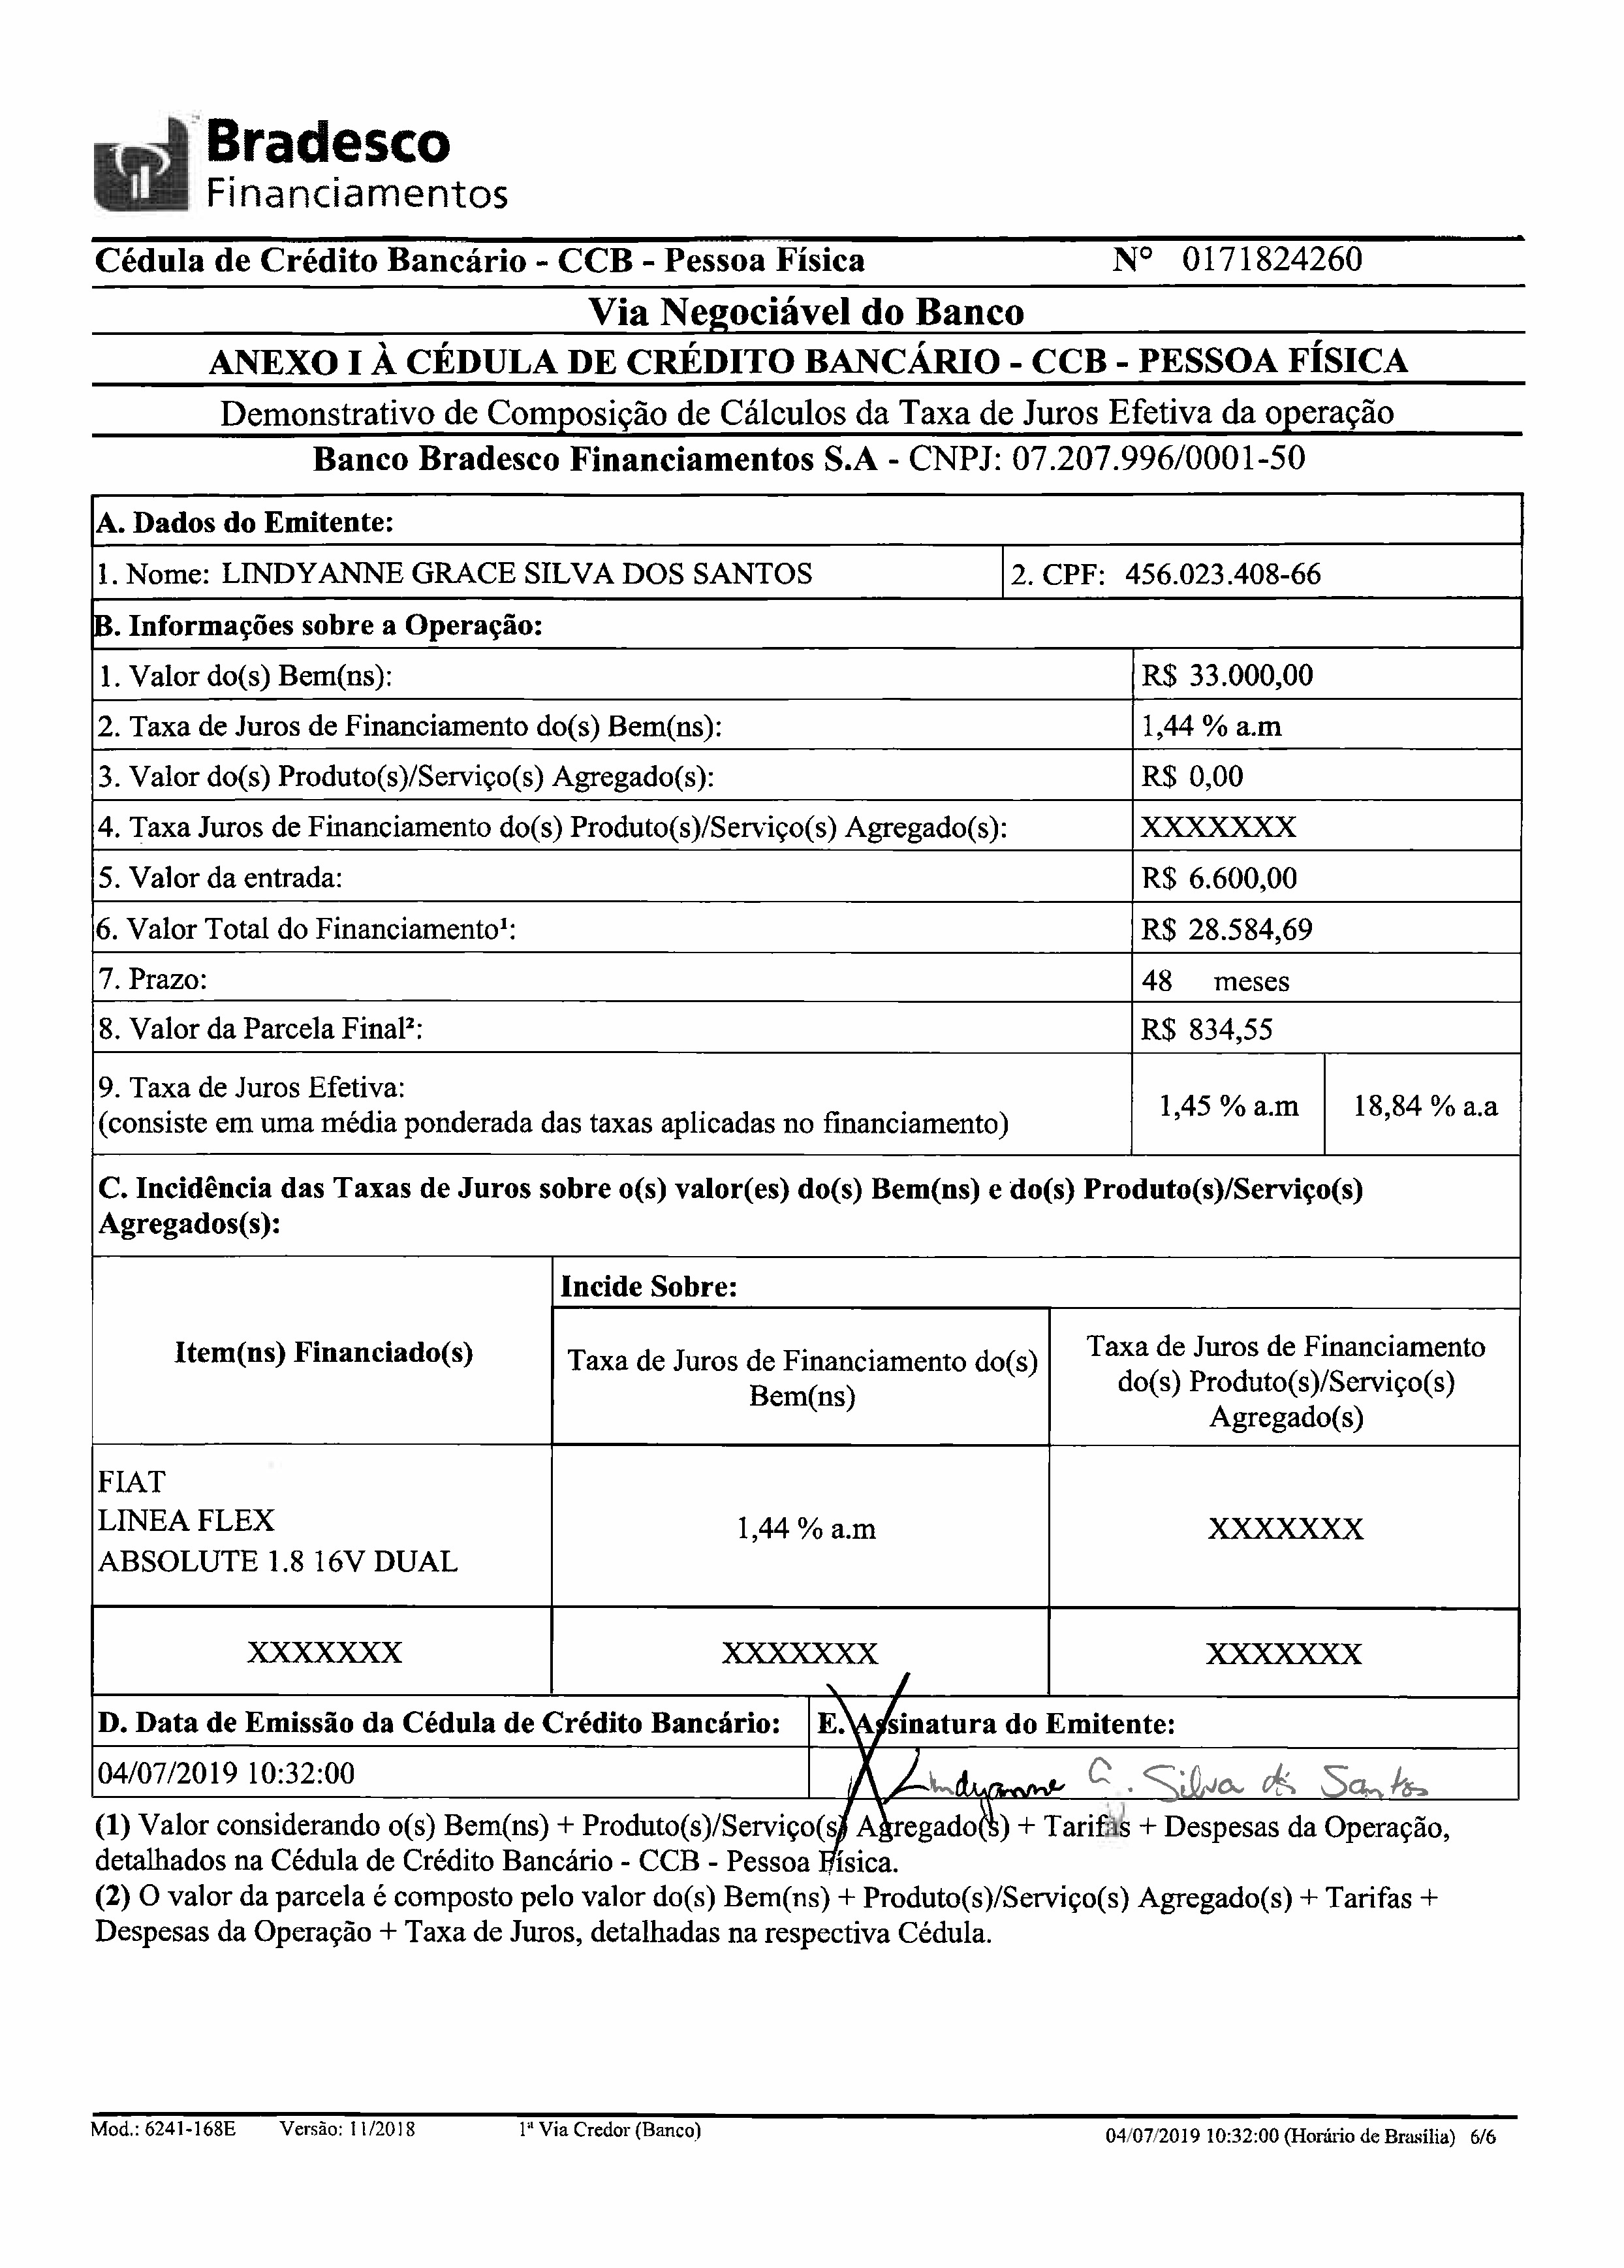 Bradesco
Financiamentos
Cédula de Crédito Bancário - CCB - Pessoa Física Nº 0171824260
Via Negociável do Banco
ANEXO I À CÉDULA DE CRÉDITO BANCÁRIO - CCB - PESSOA FÍSICA
Demonstrativo de Composição de Cálculos da Taxa de Juros Efetiva da operação
Banco Bradesco Financiamentos S.A - CNPJ: 07.207.996/0001-50
A. Dados do Emitente:
1. Nome: LINDYANNE GRACE SILVA DOS SANTOS 2. CPF: 456.023.408-66
B. Informações sobre a Operação:
1. Valor do(s) Bem(ns): R$ 33.000,00
2. Taxa de Juros de Financiamento do(s) Bem(ns): 1,44 % a.m
3. Valor do(s) Produto(s)/Serviço(s) Agregado(s): R$ 0,00
4. Taxa Juros de Financiamento do(s) Produto(s)/Serviço(s) Agregado(s): XXXXXXX
5. Valor da entrada: R$ 6.600,00
6. Valor Total do Financiamento¹: R$ 28.584,69
7. Prazo: 48 meses
8. Valor da Parcela Final²: R$ 834,55
9. Taxa de Juros Efetiva:
(consiste em uma média ponderada das taxas aplicadas no financiamento) 1,45 % a.m 18,84 % a.a
C. Incidência das Taxas de Juros sobre o(s) valor(es) do(s) Bem(ns) e do(s) Produto(s)/Serviço(s)
Agregados(s):
Item(ns) Financiado(s)
Incide Sobre:
Taxa de Juros de Financiamento do(s)
Bem(ns)
Taxa de Juros de Financiamento
do(s) Produto(s)/Serviço(s)
Agregado(s)
FIAT
LINEA FLEX
ABSOLUTE 1.8 16V DUAL
1,44 % a.m
XXXXXXX
XXXXXXX XXXXXXX XXXXXXX
D. Data de Emissão da Cédula de Crédito Bancário: E. Assinatura do Emitente:
04/07/2019 10:32:00 Lindyanne G. Silva dos Santos
(1) Valor considerando o(s) Bem(ns) + Produto(s)/Serviço(s) Agregado(s) + Tarifas + Despesas da Operação,
detalhados na Cédula de Crédito Bancário - CCB - Pessoa Física.
(2) O valor da parcela é composto pelo valor do(s) Bem(ns) + Produto(s)/Serviço(s) Agregado(s) + Tarifas +
Despesas da Operação + Taxa de Juros, detalhadas na respectiva Cédula.
Mod.: 6241-168E Versão: 11/2018 1ª Via Credor (Banco) 04/07/2019 10:32:00 (Horário de Brasília) 6/6